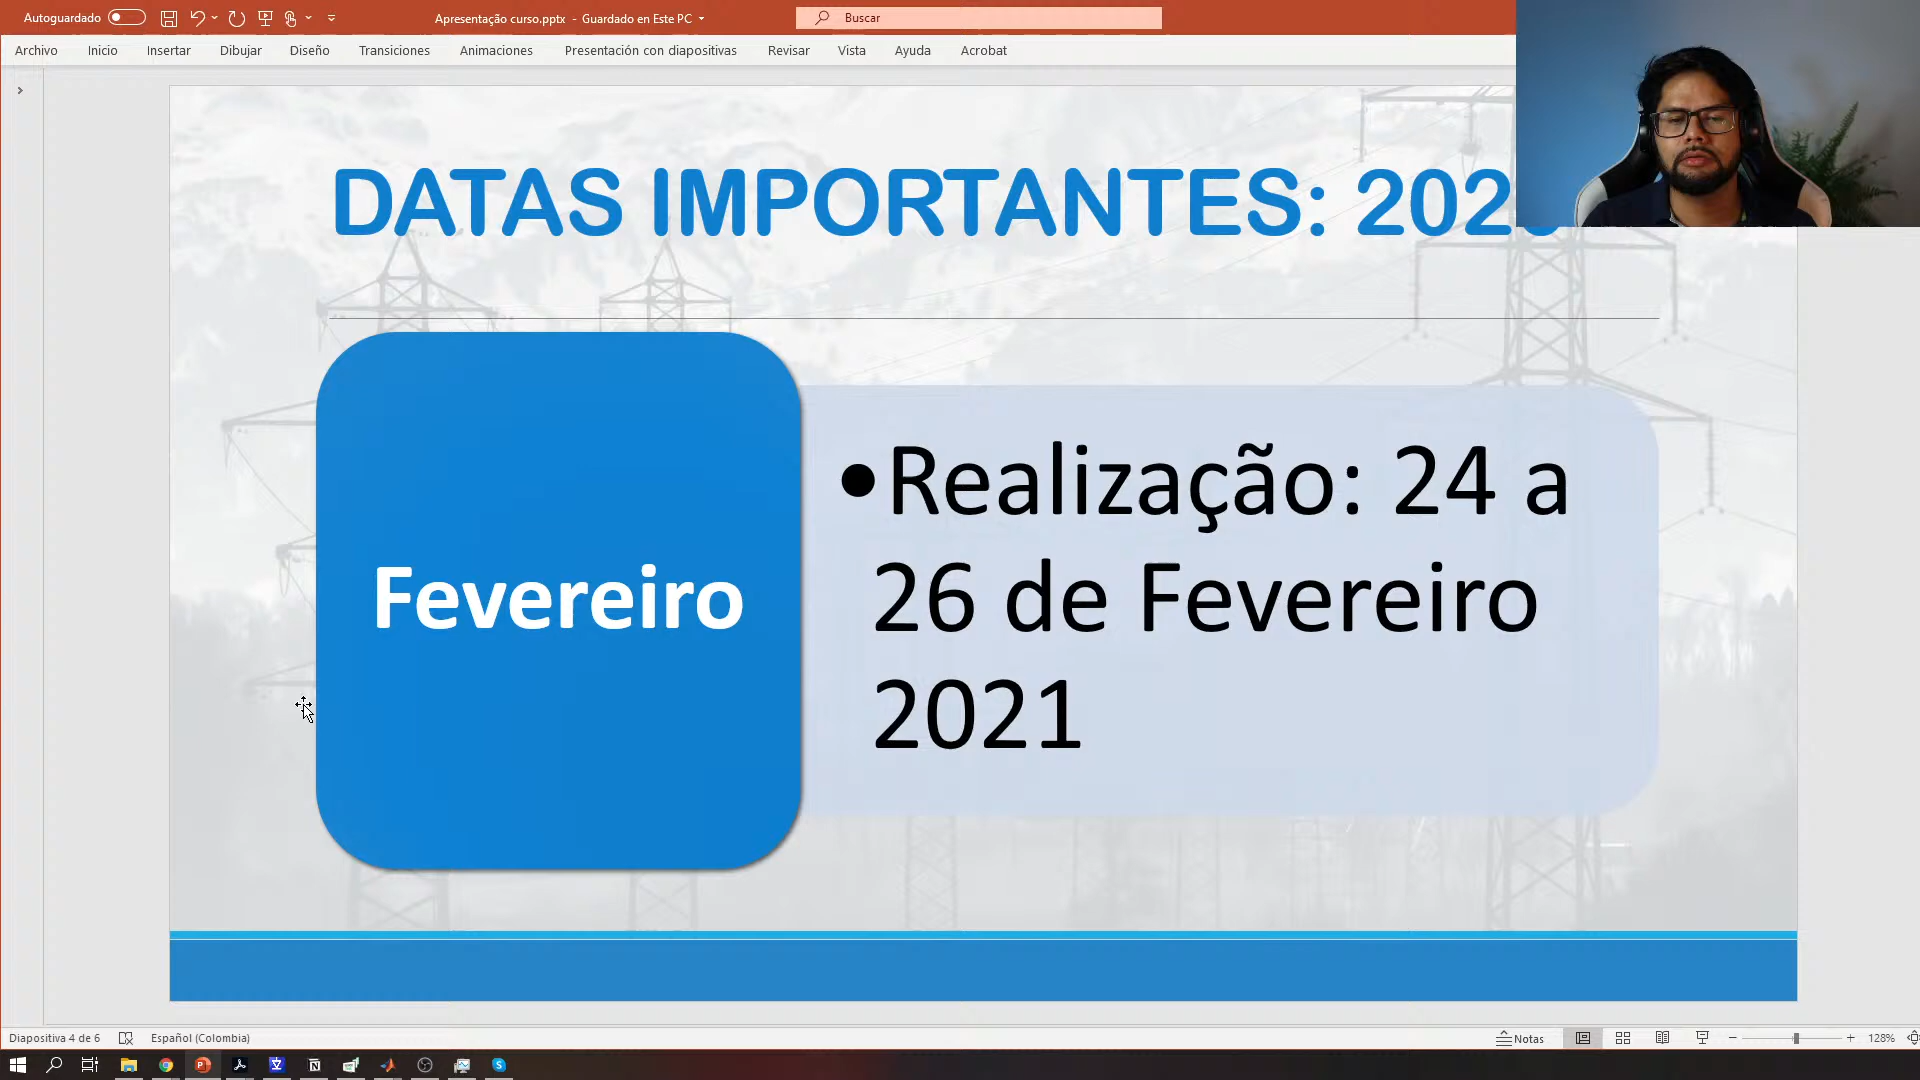 Autoguardado
Apresentação curso.pptx - Guardado en Este PC
Buscar
Archivo Inicio Insertar Dibujar Diseño Transiciones Animaciones Presentación con diapositivas Revisar Vista Ayuda Acrobat
DATAS IMPORTANTES:
Fevereiro
•Realização: 24 a
26 de Fevereiro
2021
Diapositiva 4 de 6 Español (Colombia) Notas 128%